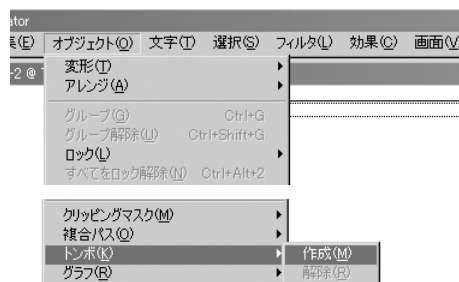 ator
(E) オブジェクト(O) 文字(T) 選択(S) フィルタ(L) 効果(C) 画面(V
-2 @
変形(T)
アレンジ(A)
グループ(G) Ctrl+G
グループ解除(U) Ctrl+Shift+G
ロック(L)
すべてをロック解除(N) Ctrl+Alt+2
クリッピングマスク(M)
複合パス(O)
トンボ(K) 作成(M)
グラフ(R) 解除(R)